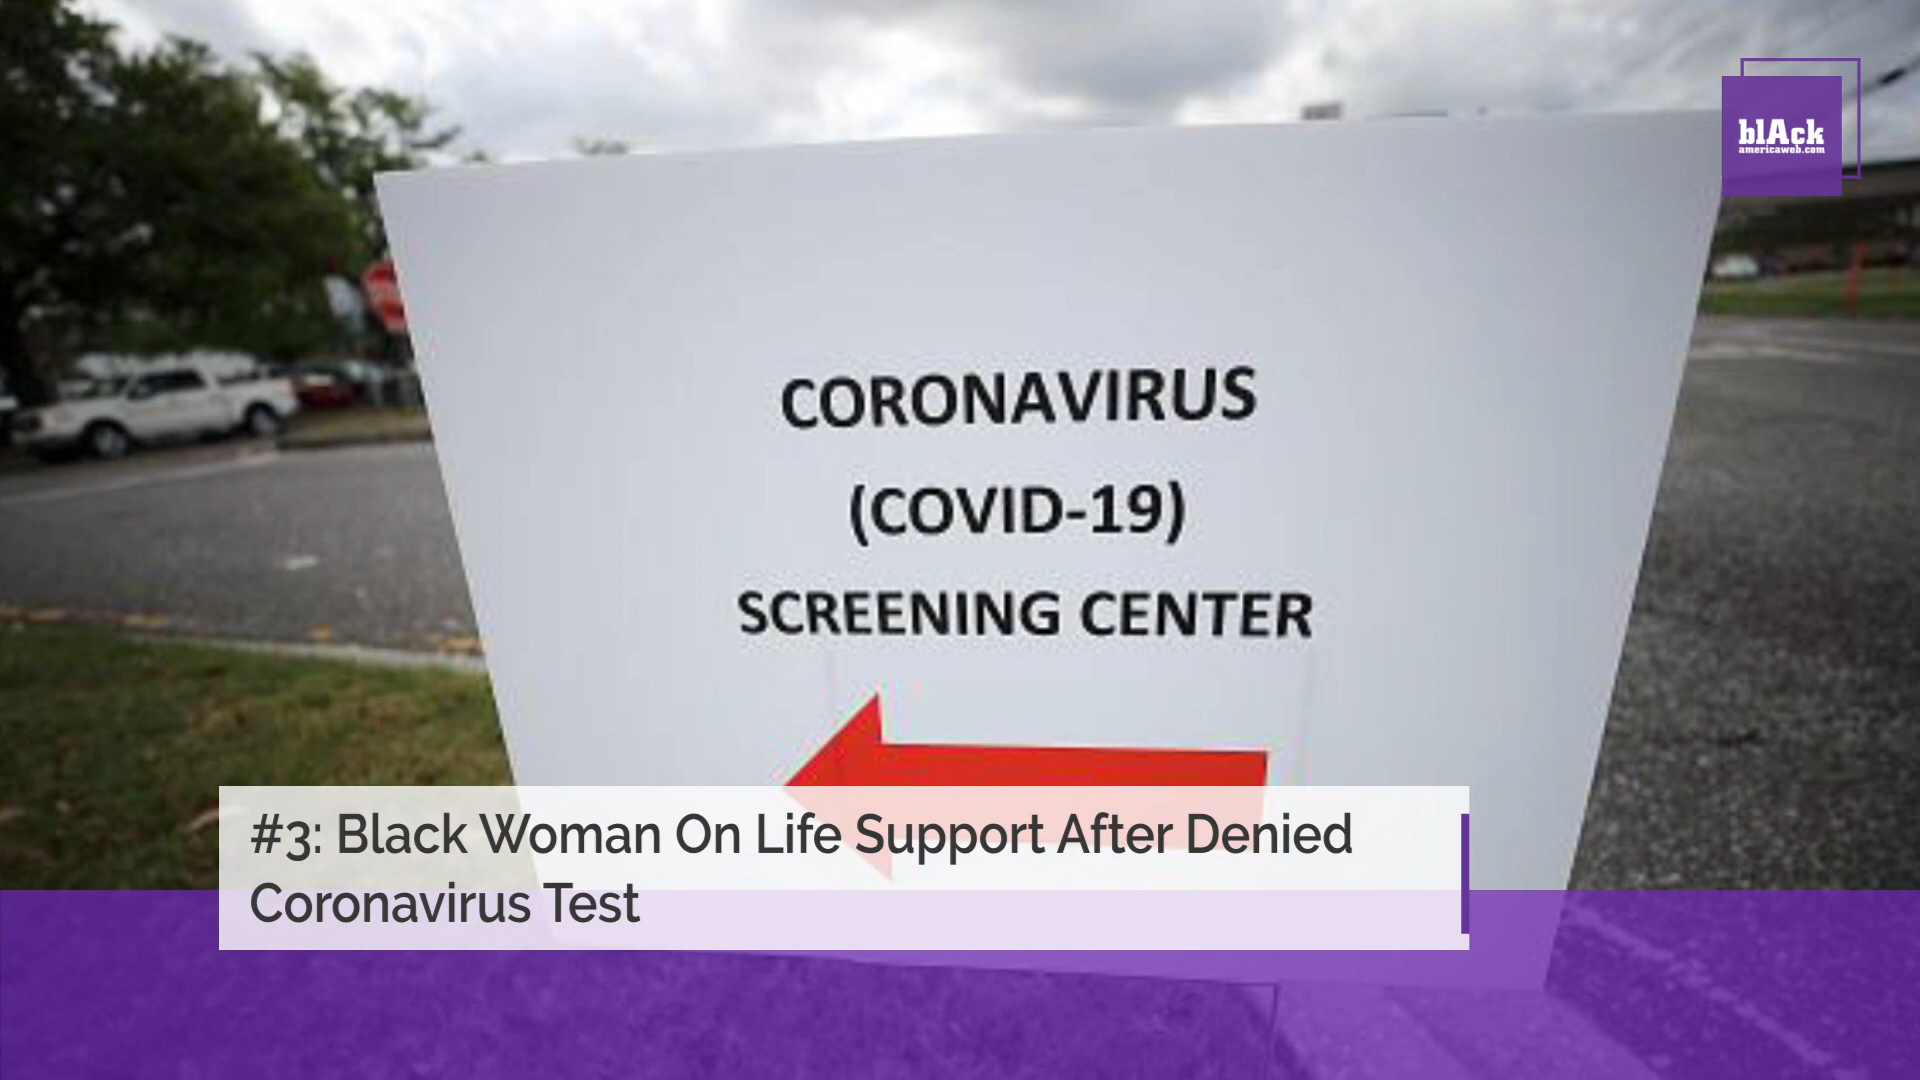 blAck
americaweb.com
CORONAVIRUS
(COVID-19)
SCREENING CENTER
#3: Black Woman On Life Support After Denied
Coronavirus Test